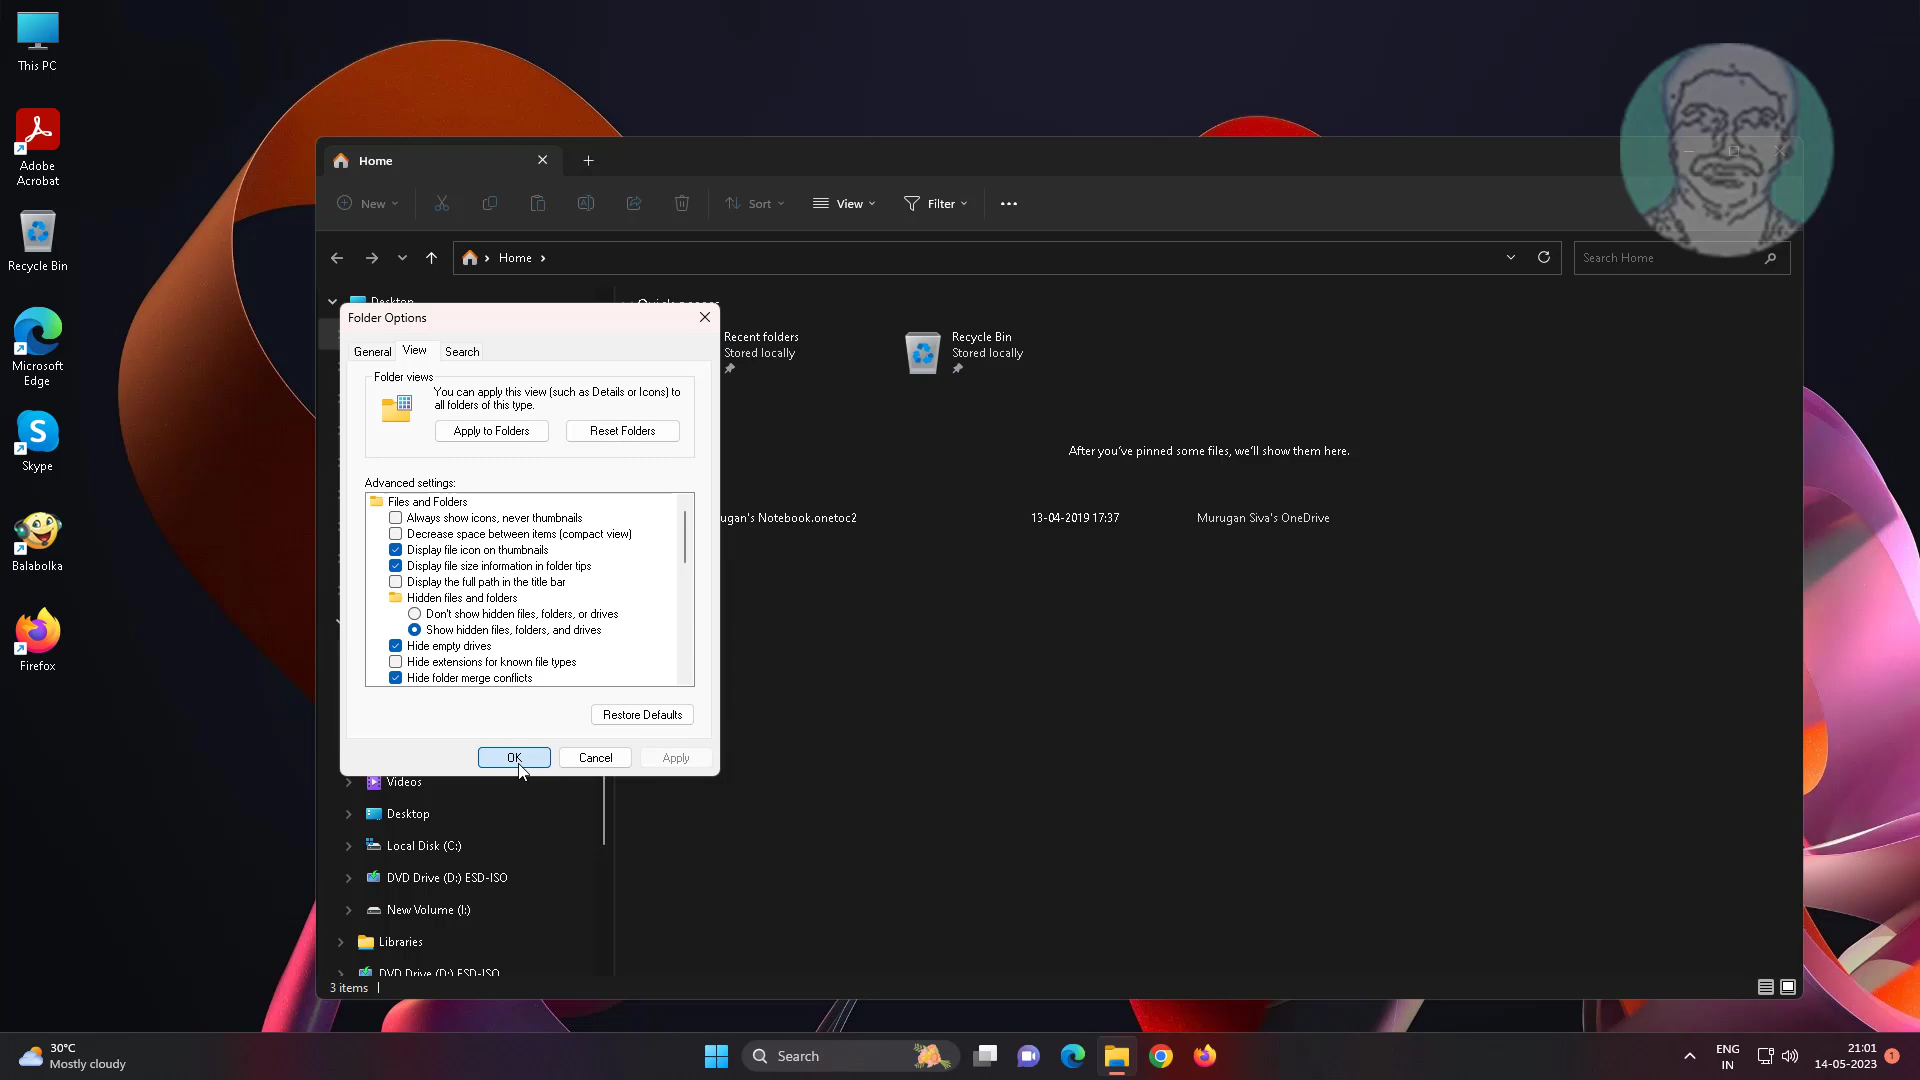 This PC
Adobe
Acrobat
Recycle Bin
Microsoft
Edge
Skype
Balabolka
Firefox
Home
New
Sort
View
Filter
Home
Search Home
Desktop
Quick access
Recent folders
Stored locally
Recycle Bin
Stored locally
After you've pinned some files, we'll show them here.
Notebook.onetoc2
13-04-2019 17:37
Murugan Siva's OneDrive
Folder Options
General
View
Search
Folder views
You can apply this view (such as Details or Icons) to
all folders of this type.
Apply to Folders
Reset Folders
Advanced settings:
Files and Folders
Always show icons, never thumbnails
Decrease space between items (compact view)
Display file icon on thumbnails
Display file size information in folder tips
Display the full path in the title bar
Hidden files and folders
Don't show hidden files, folders, or drives
Show hidden files, folders, and drives
Hide empty drives
Hide extensions for known file types
Hide folder merge conflicts
Restore Defaults
OK
Cancel
Apply
Videos
Desktop
Local Disk (C:)
DVD Drive (D:) ESD-ISO
New Volume (I:)
Libraries
DVD Drive (D:) ESD-ISO
3 items
30°C
Mostly cloudy
Search
ENG
IN
21:01
14-05-2023
1